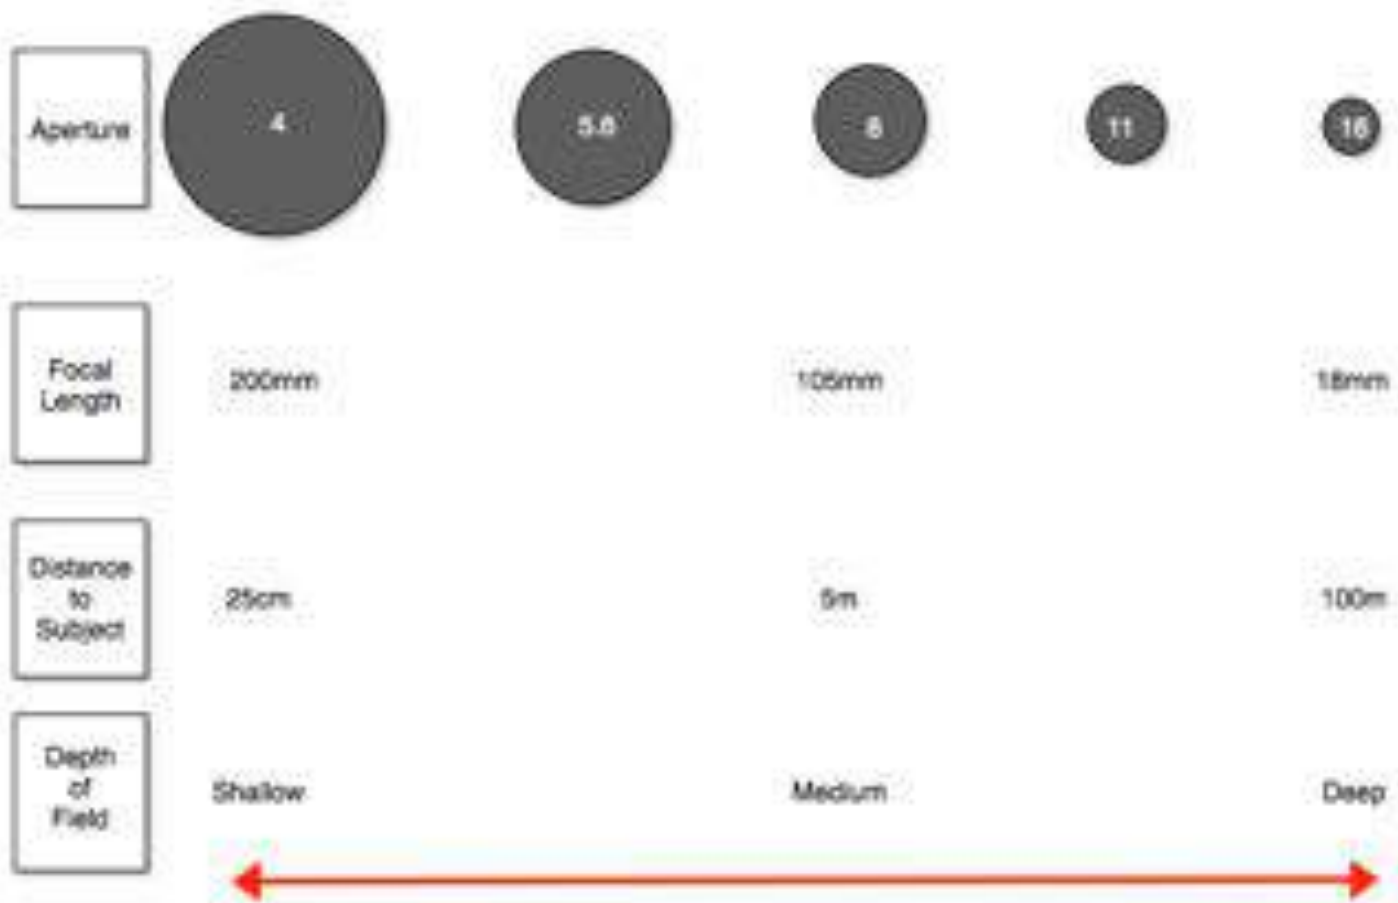 Aperture
4
5.6
8
11
16
Focal
Length
200mm
105mm
18mm
Distance
to
Subject
25cm
5m
100m
Depth
of
Field
Shallow
Medium
Deep